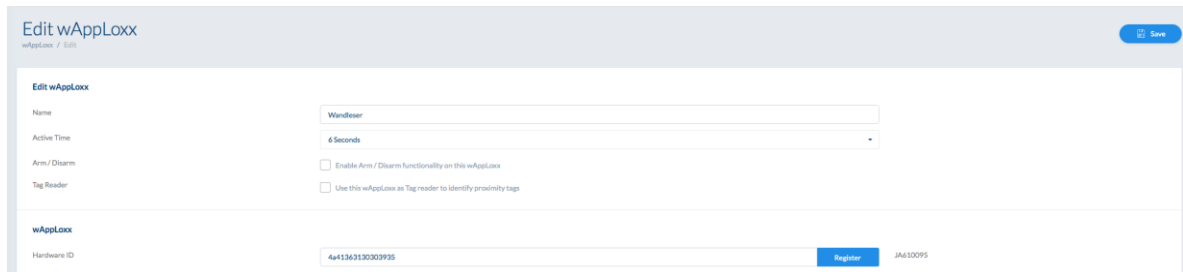 Edit wAppLoxx
wAppLoxx / Edit
Save
Edit wAppLoxx
Name
Wandleser
Active Time
6 Seconds
Arm / Disarm
Enable Arm / Disarm functionality on this wAppLoxx
Tag Reader
Use this wAppLoxx as Tag reader to identify proximity tags
wAppLoxx
Hardware ID
4a41363130303935
Register
JA610095